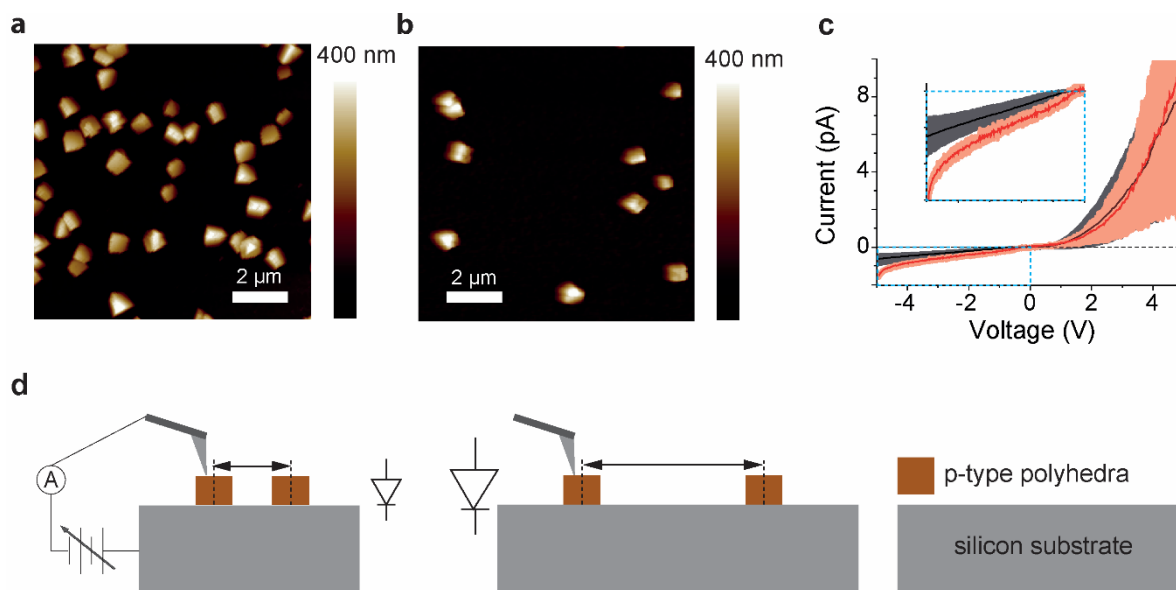 a
400 nm
2 µm
b
400 nm
2 µm
c
Current (pA)
8
4
0
-4
-2
0
2
4
Voltage (V)
d
A
p-type polyhedra
silicon substrate